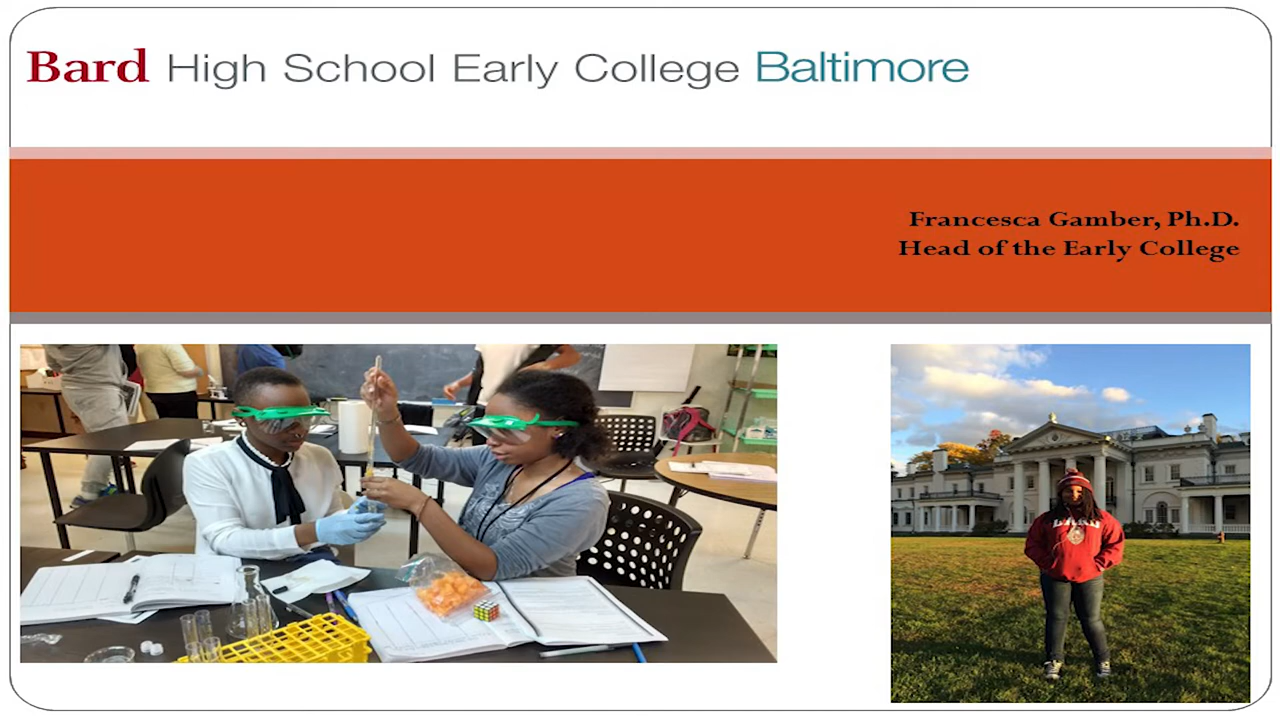 Bard High School Early College Baltimore
Francesca Gamber, Ph.D.
Head of the Early College